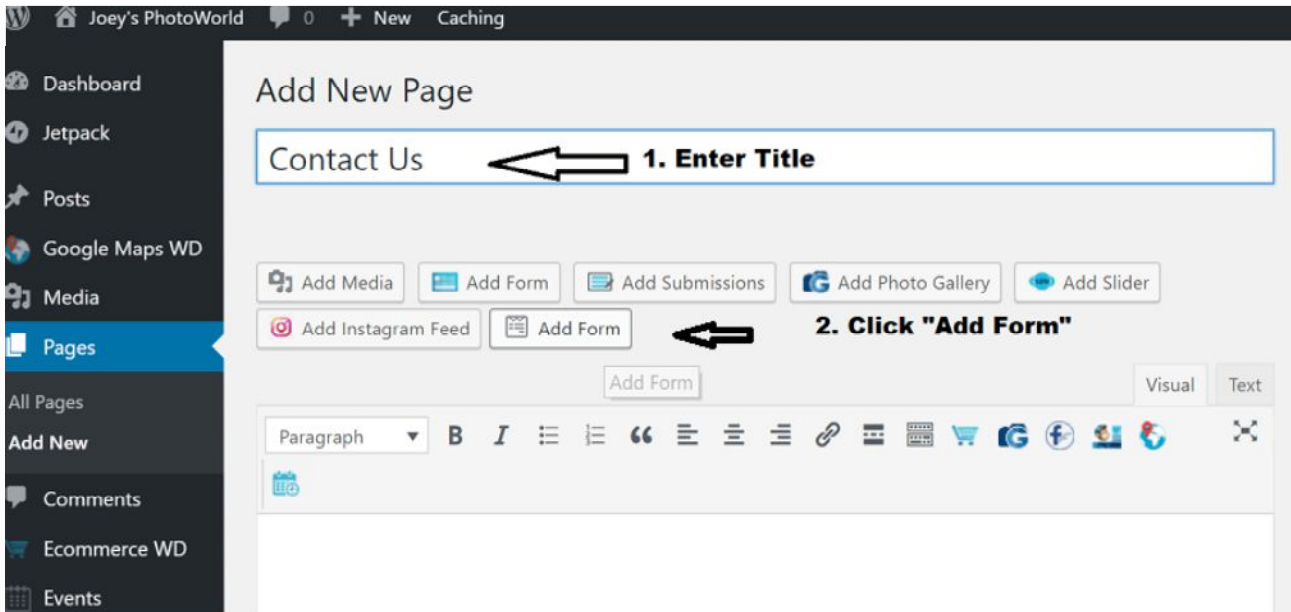 Joey's PhotoWorld 0 New Caching
Dashboard
Jetpack
Posts
Google Maps WD
Media
Pages
All Pages
Add New
Comments
Ecommerce WD
Events
Add New Page
Contact Us 1. Enter Title
Add Media Add Form Add Submissions Add Photo Gallery Add Slider
Add Instagram Feed Add Form 2. Click "Add Form"
Add Form
Visual Text
Paragraph B I